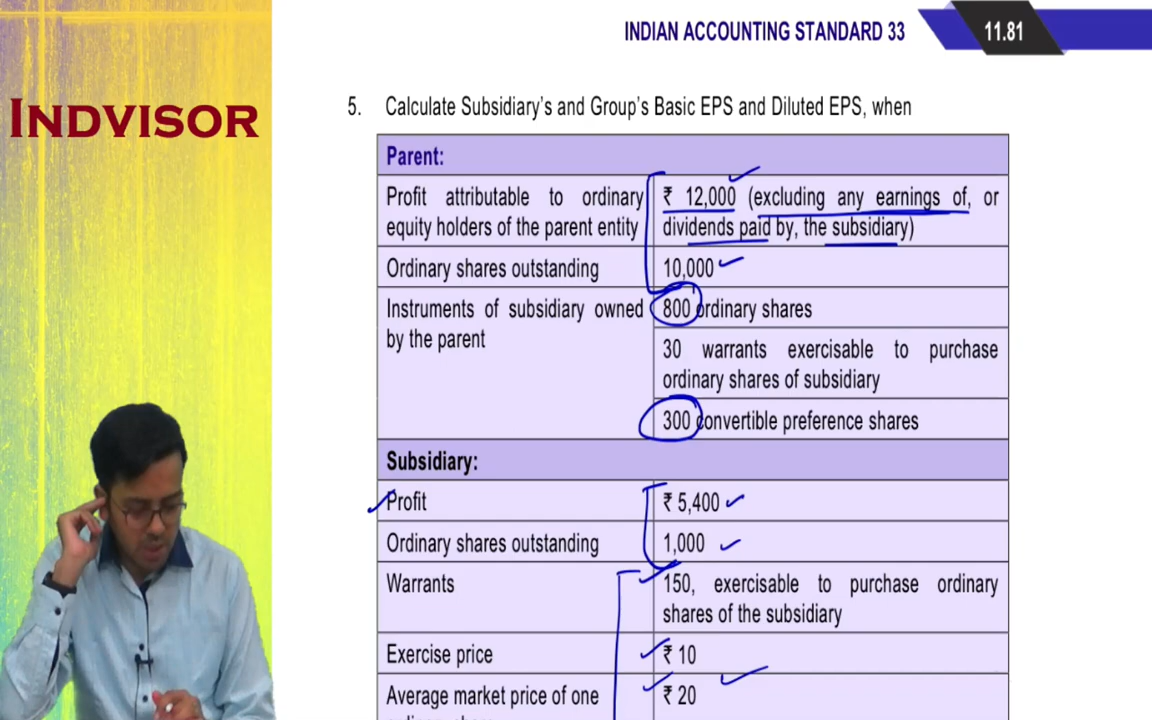 INDIAN ACCOUNTING STANDARD 33
11.81
INDVISOR
5. Calculate Subsidiary's and Group's Basic EPS and Diluted EPS, when
Parent:
Profit attributable to ordinary
equity holders of the parent entity
₹ 12,000 (excluding any earnings of, or
dividends paid by, the subsidiary)
Ordinary shares outstanding
10,000
Instruments of subsidiary owned
by the parent
800 ordinary shares
30 warrants exercisable to purchase
ordinary shares of subsidiary
300 convertible preference shares
Subsidiary:
Profit
₹ 5,400
Ordinary shares outstanding
1,000
Warrants
150, exercisable to purchase ordinary
shares of the subsidiary
Exercise price
₹ 10
Average market price of one
₹ 20